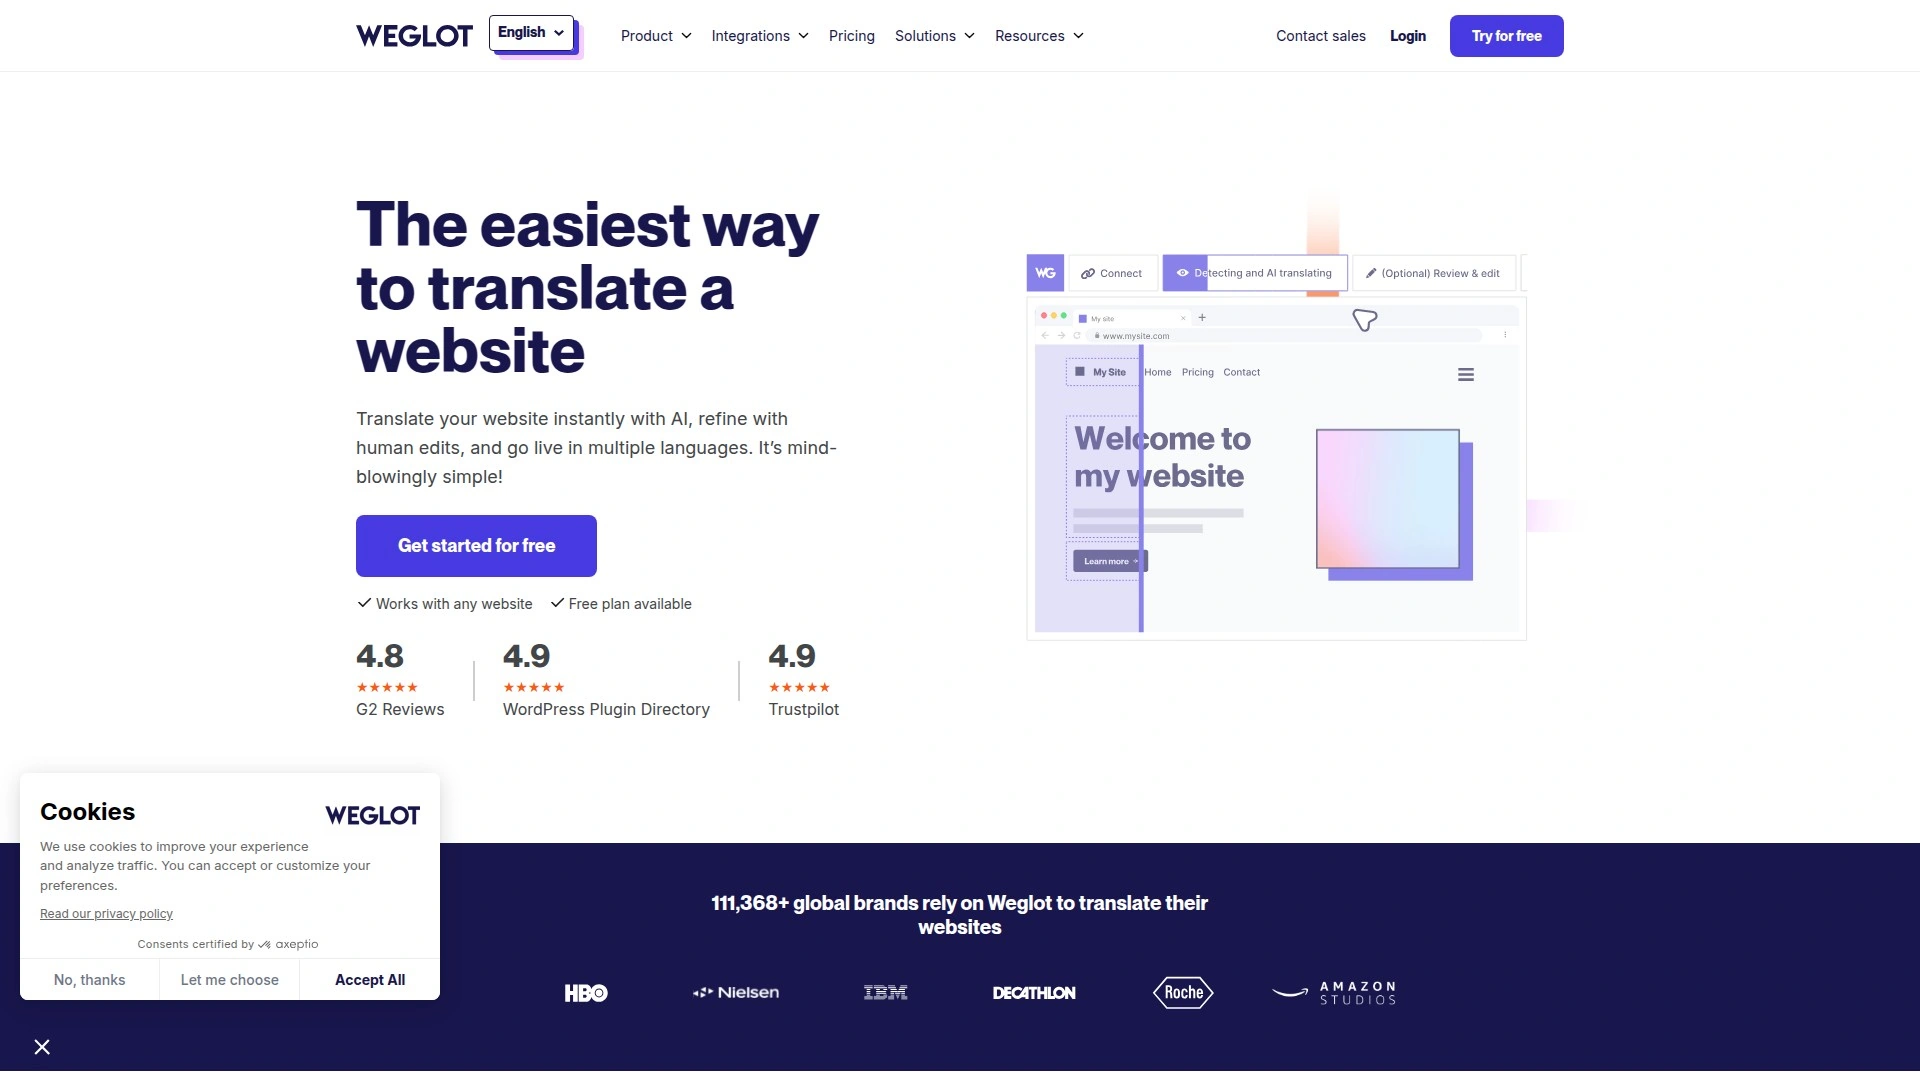 WEGLOT
English
Product
Integrations
Pricing
Solutions
Resources
Contact sales
Login
Try for free
The easiest way
to translate a
website
Translate your website instantly with AI, refine with
human edits, and go live in multiple languages. It’s mind-
blowingly simple!
Get started for free
Works with any website
Free plan available
4.8
★★★★★
G2 Reviews
4.9
★★★★★
WordPress Plugin Directory
4.9
★★★★★
Trustpilot
WG
Connect
Detecting and AI translating
(Optional) Review & edit
My site
www.mysite.com
My Site
Home
Pricing
Contact
Welcome to
my website
Learn more
Cookies
WEGLOT
We use cookies to improve your experience
and analyze traffic. You can accept or customize your
preferences.
Read our privacy policy
Consents certified by axeptio
No, thanks
Let me choose
Accept All
111,368+ global brands rely on Weglot to translate their
websites
HBO
Nielsen
IBM
DECATHLON
Roche
AMAZON
STUDIOS